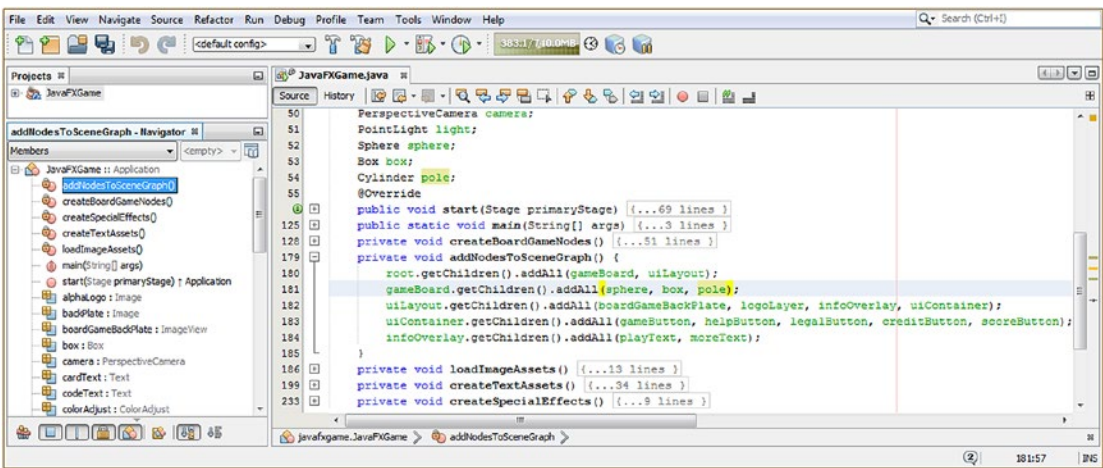 File Edit View Navigate Source Refactor Run Debug Profile Team Tools Window Help
Search (Ctrl+I)
<default config>
Projects
JavaFXGame
addNodesToSceneGraph - Navigator
Members
<empty>
JavaFXGame :: Application
addNodesToSceneGraph()
createBoardGameNodes()
createSpecialEffects()
createTextAssets()
loadImageAssets()
main(String[] args)
start(Stage primaryStage) ↑ Application
alphaLogo : Image
backPlate : Image
boardGameBackPlate : ImageView
box : Box
camera : PerspectiveCamera
cardText : Text
codeText : Text
colorAdjust : ColorAdjust
JavaFXGame.java
Source History
50 PerspectiveCamera camera;
51 PointLight light;
52 Sphere sphere;
53 Box box;
54 Cylinder pole;
55 @Override
public void start(Stage primaryStage) {...69 lines }
125 public static void main(String[] args) {...3 lines }
128 private void createBoardGameNodes() {...51 lines }
179 private void addNodesToSceneGraph() {
180 root.getChildren().addAll(gameBoard, uiLayout);
181 gameBoard.getChildren().addAll(sphere, box, pole);
182 uiLayout.getChildren().addAll(boardGameBackPlate, logoLayer, infoOverlay, uiContainer);
183 uiContainer.getChildren().addAll(gameButton, helpButton, legalButton, creditButton, scoreButton);
184 infoOverlay.getChildren().addAll(playText, moreText);
185 }
186 private void loadImageAssets() {...13 lines }
199 private void createTextAssets() {...34 lines }
233 private void createSpecialEffects() {...9 lines }
javafxgame.JavaFXGame addNodesToSceneGraph
2 181:57 INS